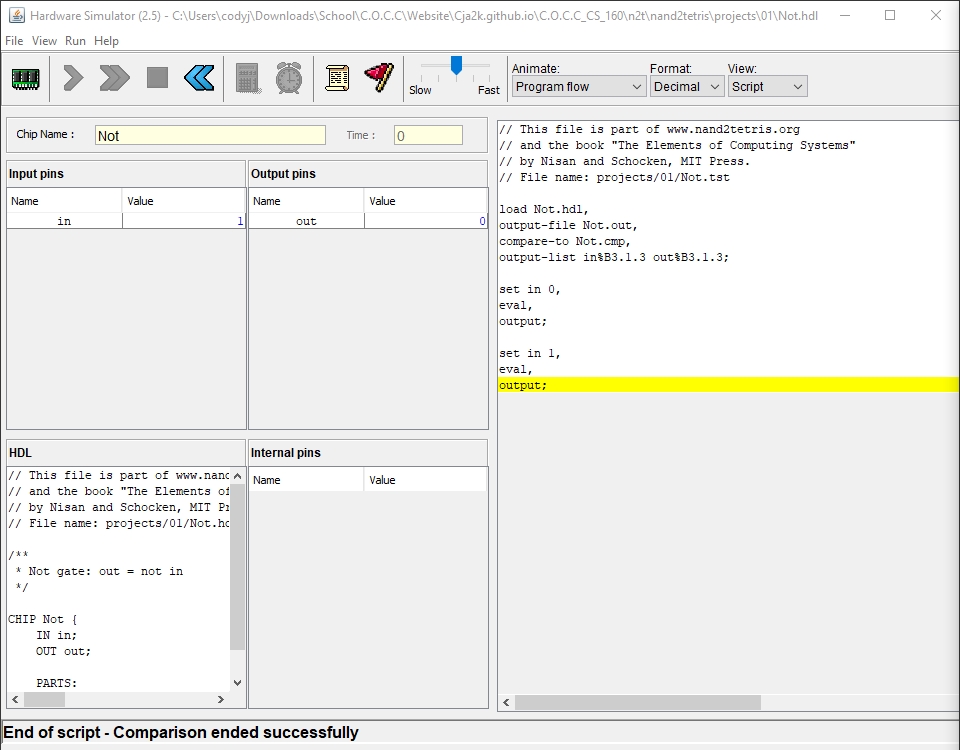 Hardware Simulator (2.5) - C:\Users\codyj\Downloads\School\C.O.C.C\Website\Cja2k.github.io\C.O.C.C_CS_160\n2t\nand2tetris\projects\01\Not.hdl
File View Run Help
Slow Fast
Animate: Format: View:
Program flow Decimal Script
Chip Name : Not Time : 0
Input pins
Name Value
in 1
Output pins
Name Value
out 0
// This file is part of www.nand2tetris.org
// and the book "The Elements of Computing Systems"
// by Nisan and Schocken, MIT Press.
// File name: projects/01/Not.tst
load Not.hdl,
output-file Not.out,
compare-to Not.cmp,
output-list in%B3.1.3 out%B3.1.3;
set in 0,
eval,
output;
set in 1,
eval,
output;
HDL
// This file is part of www.nand
// and the book "The Elements of
// by Nisan and Schocken, MIT Pr
// File name: projects/01/Not.hd
/**
* Not gate: out = not in
*/
CHIP Not {
IN in;
OUT out;
PARTS:
Internal pins
Name Value
End of script - Comparison ended successfully